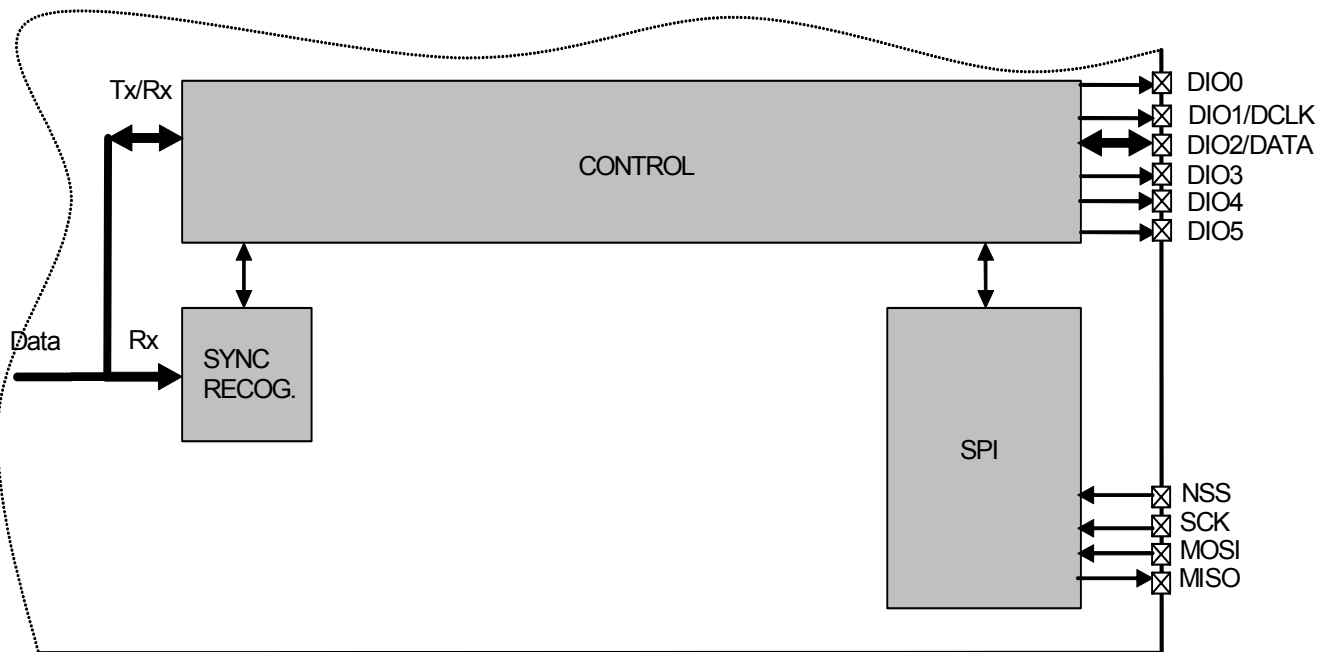 Tx/Rx
DIO0
DIO1/DCLK
DIO2/DATA
CONTROL
DIO3
DIO4
DIO5
Data
Rx
SYNC
RECOG.
SPI
NSS
SCK
MOSI
MISO